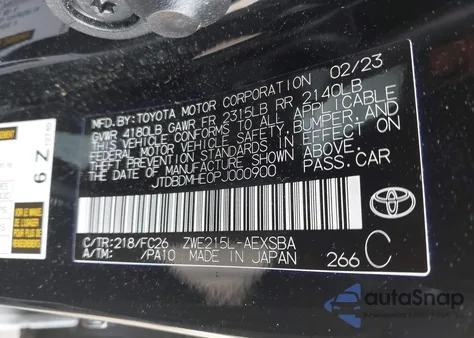 MFD.BY:TOYOTA MOTOR CORPORATION 02/23
GVWR 4180LB GAWR FR 2315LB RR 2140LB
THIS VEHICLE CONFORMS TO ALL APPLICABLE
FEDERAL MOTOR VEHICLE SAFETY, BUMPER,
AND THEFT PREVENTION STANDARDS IN EFFECT ON
THE DATE OF MANUFACTURE SHOWN ABOVE.
JTDBDMHE0PJ000900 PASS.CAR
C/TR:218/FC26 ZWE215L-AEXSBA
A/TM: /PA10 MADE IN JAPAN 266 C
TOYOTA
6 Z
autoSnap